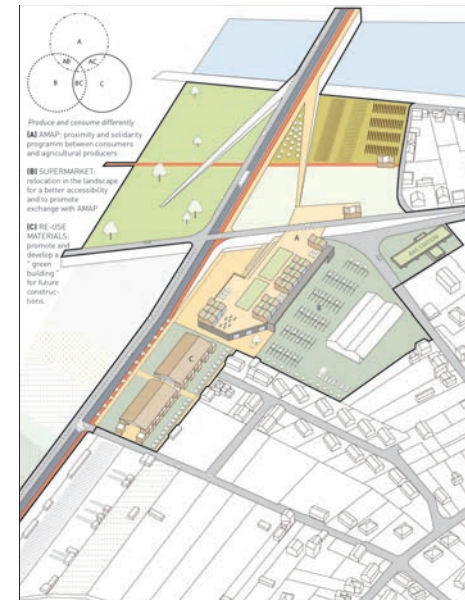 A
AB
AC
B
BC
C
Produce and consume differently
(A) AMAP: proximity and solidarity
programm between consumers
and agricultural producers
(B) SUPERMARKET:
relocation in the landscape
for a better accessibility
and to promote
exchange with AMAP
(C) RE-USE
MATERIALS:
promote and
develop a
" green
building "
for future
construc-
tions.
A
GAS STATION
B
C